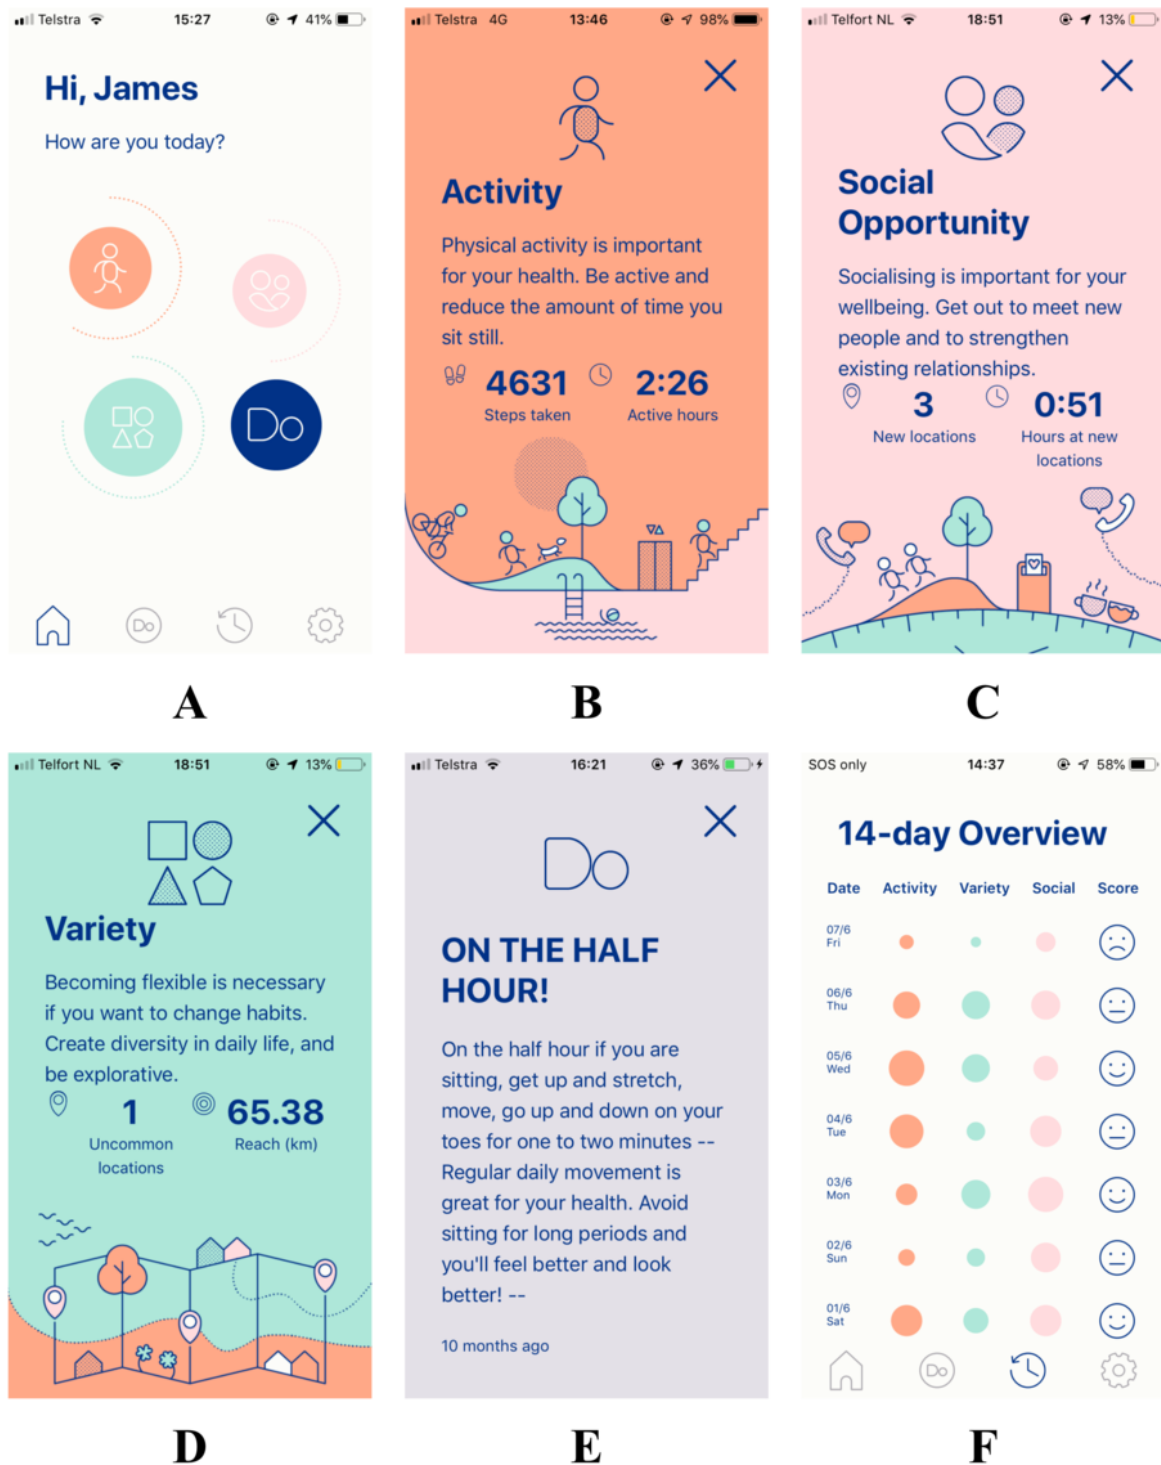 Telstra 15:27 41%
Hi, James
How are you today?
Do
Do
A
Telstra 4G 13:46 98%
Activity
Physical activity is important
for your health. Be active and
reduce the amount of time you
sit still.
4631 2:26
Steps taken Active hours
B
Telfort NL 18:51 13%
Social
Opportunity
Socialising is important for your
wellbeing. Get out to meet new
people and to strengthen
existing relationships.
3 0:51
New locations Hours at new
locations
C
Telfort NL 18:51 13%
Variety
Becoming flexible is necessary
if you want to change habits.
Create diversity in daily life, and
be explorative.
1 65.38
Uncommon Reach (km)
locations
D
Telstra 16:21 36%
Do
ON THE HALF
HOUR!
On the half hour if you are
sitting, get up and stretch,
move, go up and down on your
toes for one to two minutes --
Regular daily movement is
great for your health. Avoid
sitting for long periods and
you'll feel better and look
better! --
10 months ago
E
SOS only 14:37 58%
14-day Overview
Date Activity Variety Social Score
07/6
Fri
06/6
Thu
05/6
Wed
04/6
Tue
03/6
Mon
02/6
Sun
01/6
Sat
Do
F